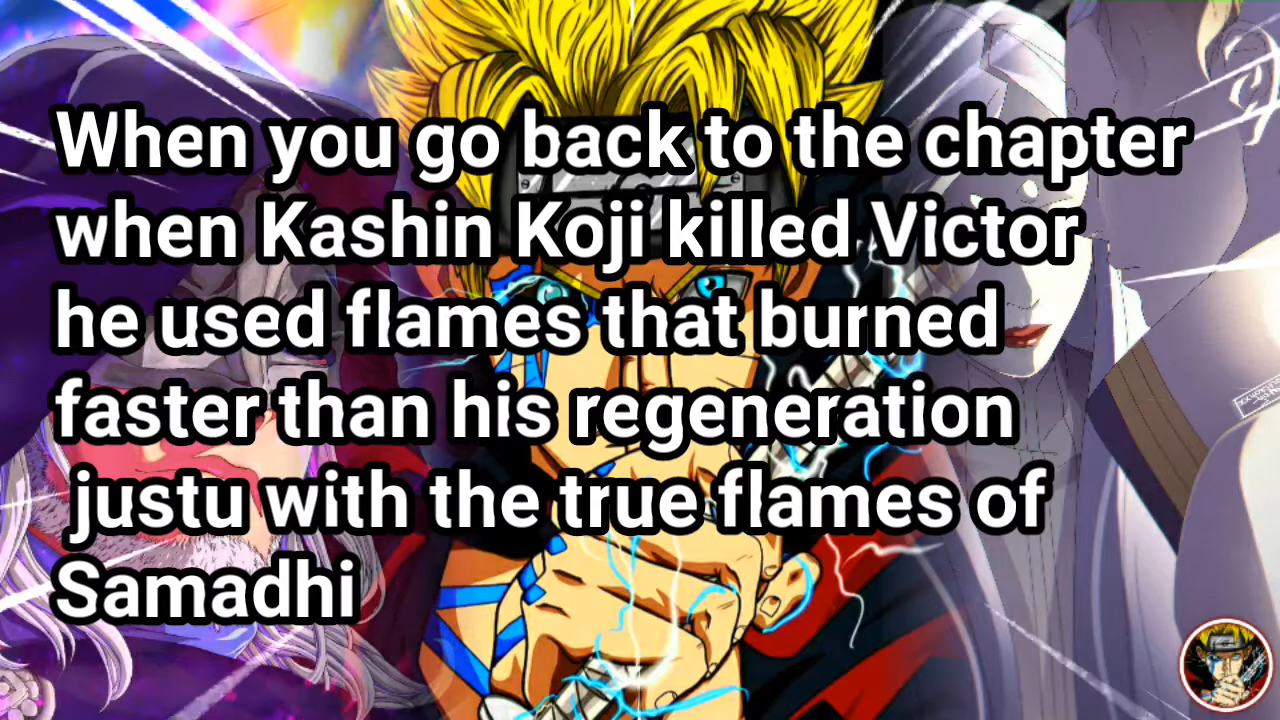 When you go back to the chapter
when Kashin Koji killed Victor
he used flames that burned
faster than his regeneration
justu with the true flames of
Samadhi